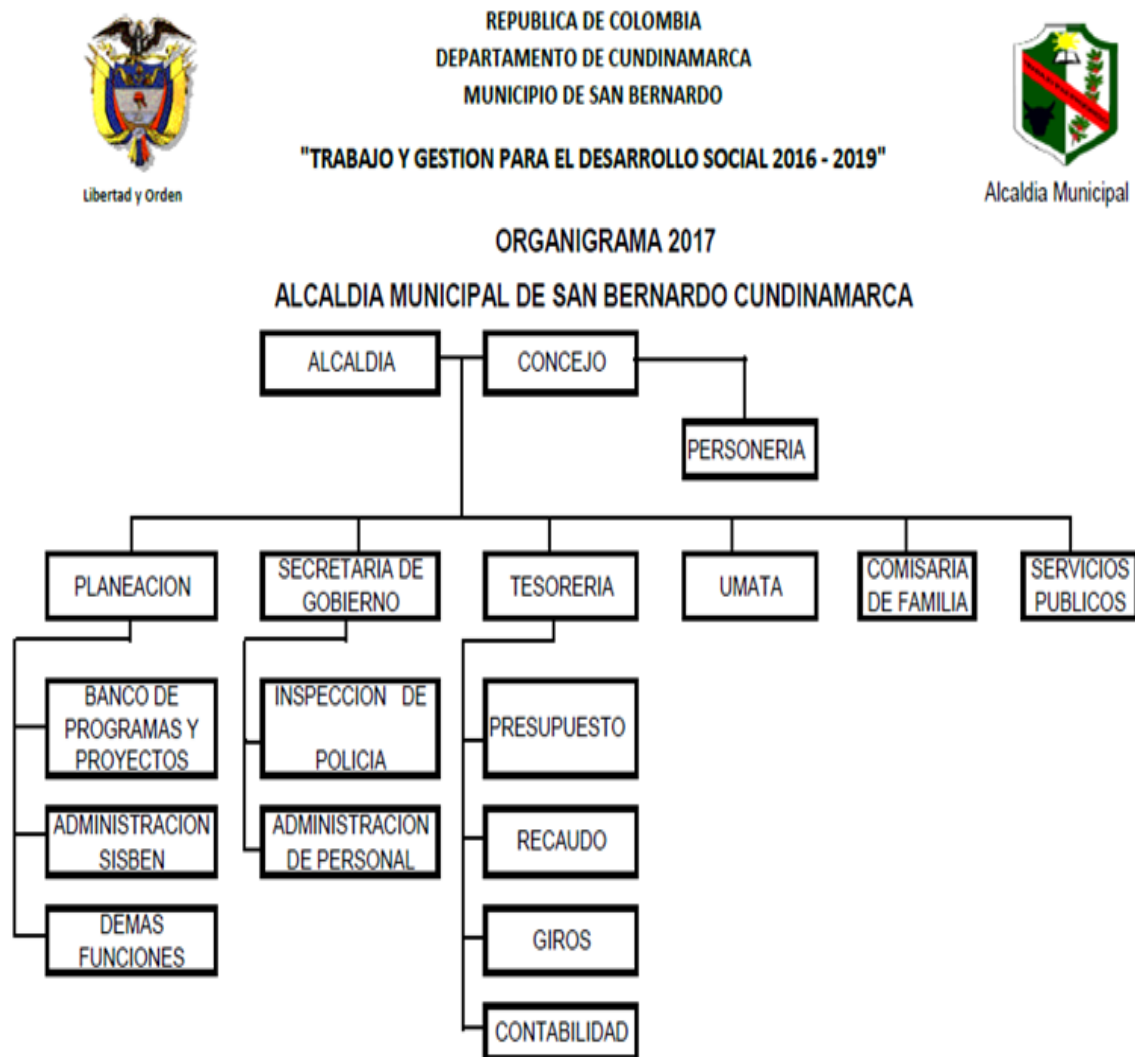 REPUBLICA DE COLOMBIA
DEPARTAMENTO DE CUNDINAMARCA
MUNICIPIO DE SAN BERNARDO
"TRABAJO Y GESTION PARA EL DESARROLLO SOCIAL 2016 - 2019"
Libertad y Orden
Alcaldia Municipal
ORGANIGRAMA 2017
ALCALDIA MUNICIPAL DE SAN BERNARDO CUNDINAMARCA
ALCALDIA
CONCEJO
PERSONERIA
PLANEACION
SECRETARIA DE
GOBIERNO
TESORERIA
UMATA
COMISARIA
DE FAMILIA
SERVICIOS
PUBLICOS
BANCO DE
PROGRAMAS Y
PROYECTOS
INSPECCION DE
POLICIA
PRESUPUESTO
ADMINISTRACION
SISBEN
ADMINISTRACION
DE PERSONAL
RECAUDO
DEMAS
FUNCIONES
GIROS
CONTABILIDAD